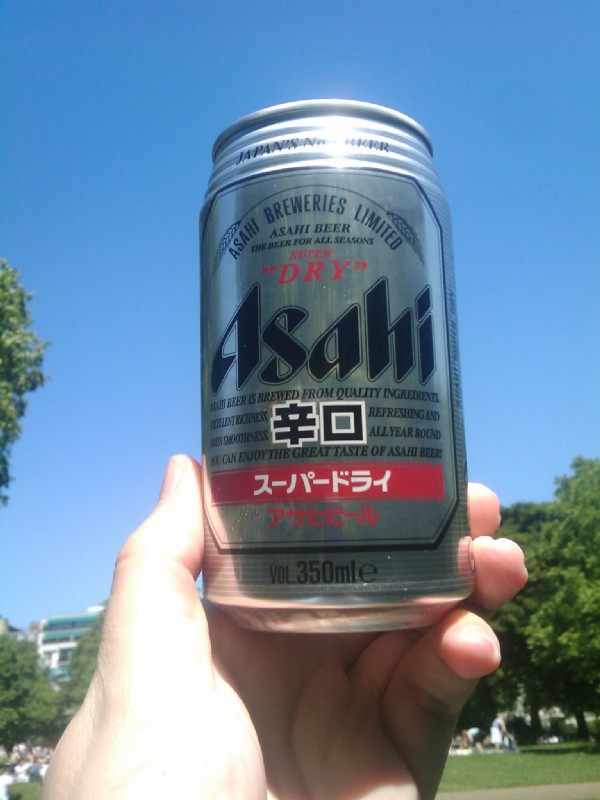 JAPAN'S No.1 BEER
ASAHI BREWERIES LIMITED
ASAHI BEER
THE BEER FOR ALL SEASONS
SUPER
"DRY"
Asahi
ASAHI BEER IS BREWED FROM QUALITY INGREDIENTS.
EXCELLENT RICHNESS 辛口 REFRESHING AND
SMOOTHNESS ALL YEAR ROUND
YOU CAN ENJOY THE GREAT TASTE OF ASAHI BEER!
スーパードライ
アサヒビール
VOL.350ml℮